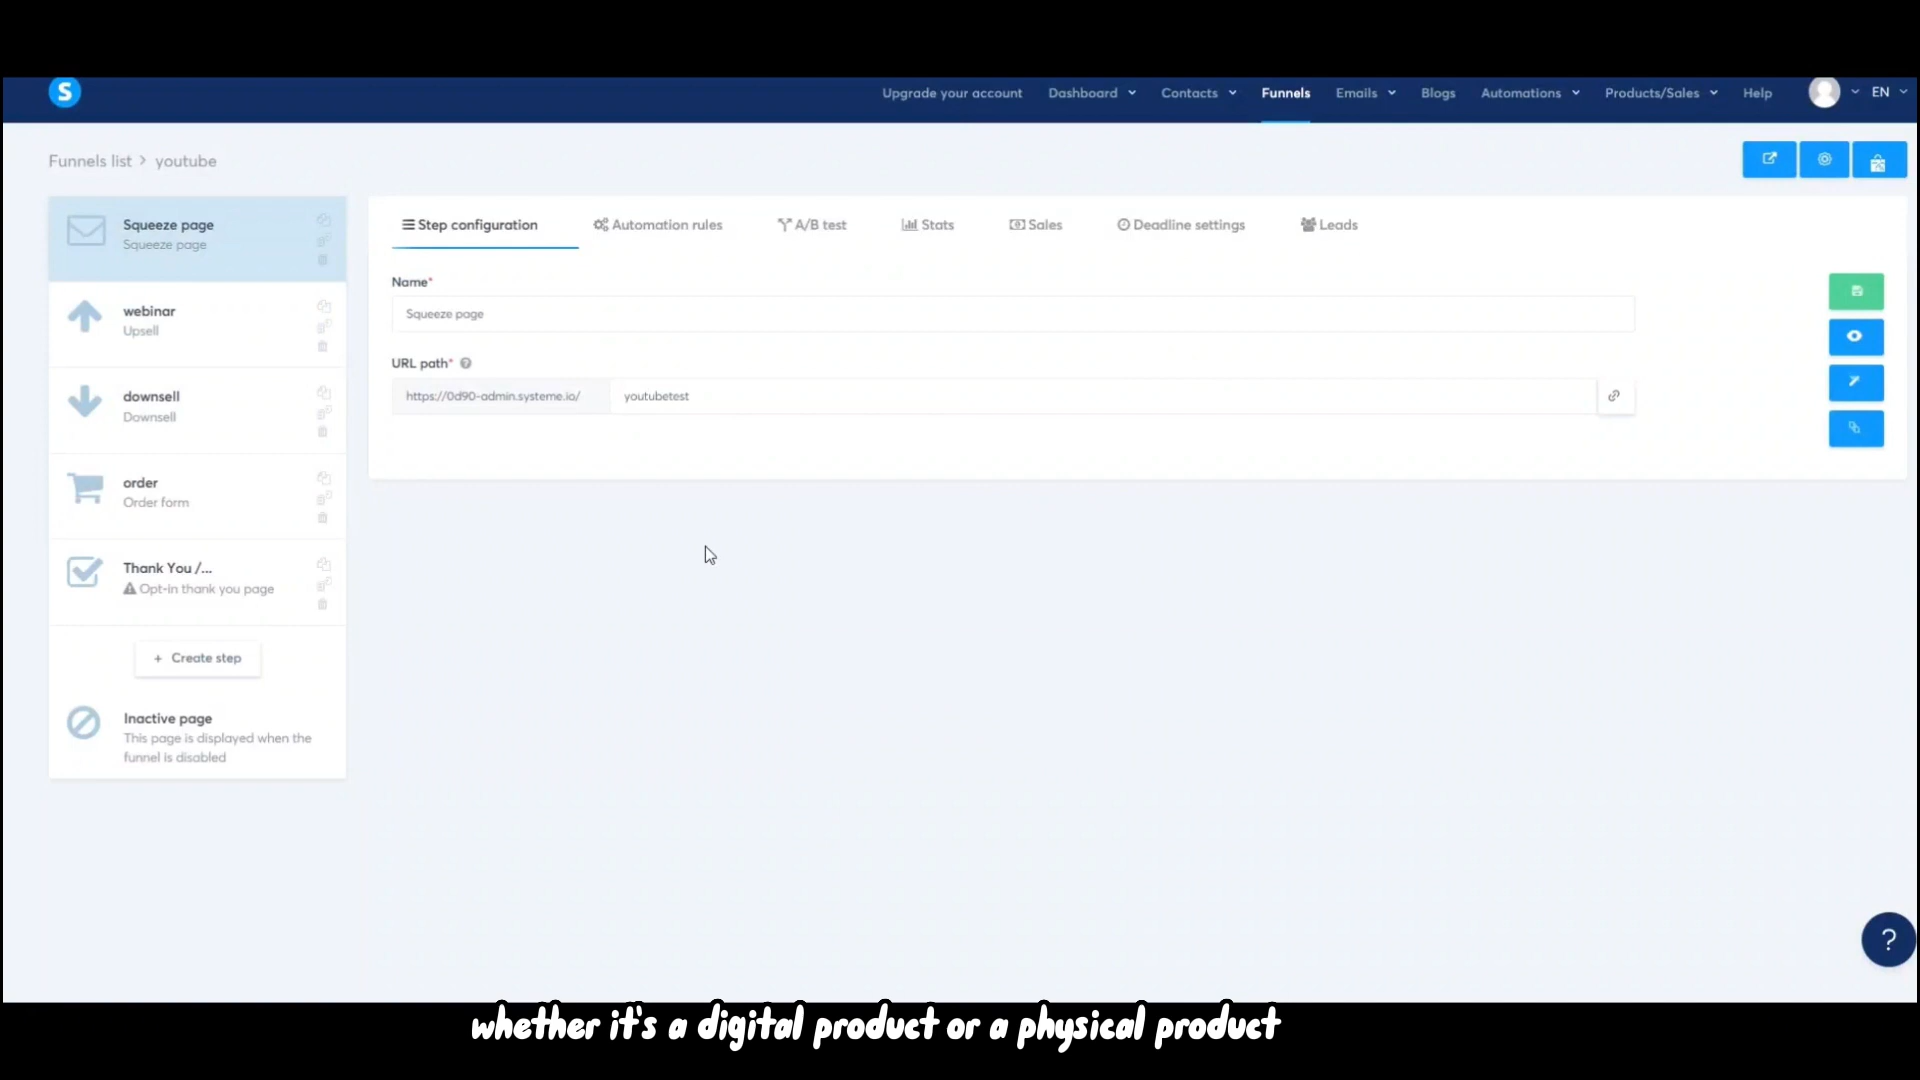 S
Upgrade your account Dashboard Contacts Funnels Emails Blogs Automations Products/Sales Help EN
Funnels list > youtube
Squeeze page
Squeeze page
webinar
Upsell
downsell
Downsell
order
Order form
Thank You /...
Opt-in thank you page
+ Create step
Inactive page
This page is displayed when the
funnel is disabled
Step configuration Automation rules A/B test Stats Sales Deadline settings Leads
Name*
Squeeze page
URL path* ?
https://0d90-admin.systeme.io/ youtubetest
?
whether it's a digital product or a physical product